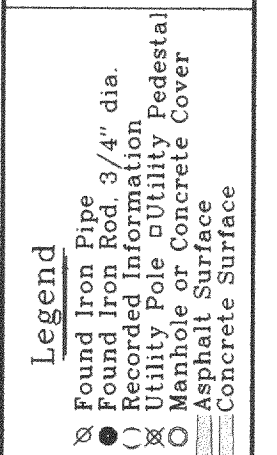 Legend
Found Iron Pipe
Found Iron Rod, 3/4" dia.
() Recorded Information
Utility Pole □Utility Pedestal
Manhole or Concrete Cover
Asphalt Surface
Concrete Surface